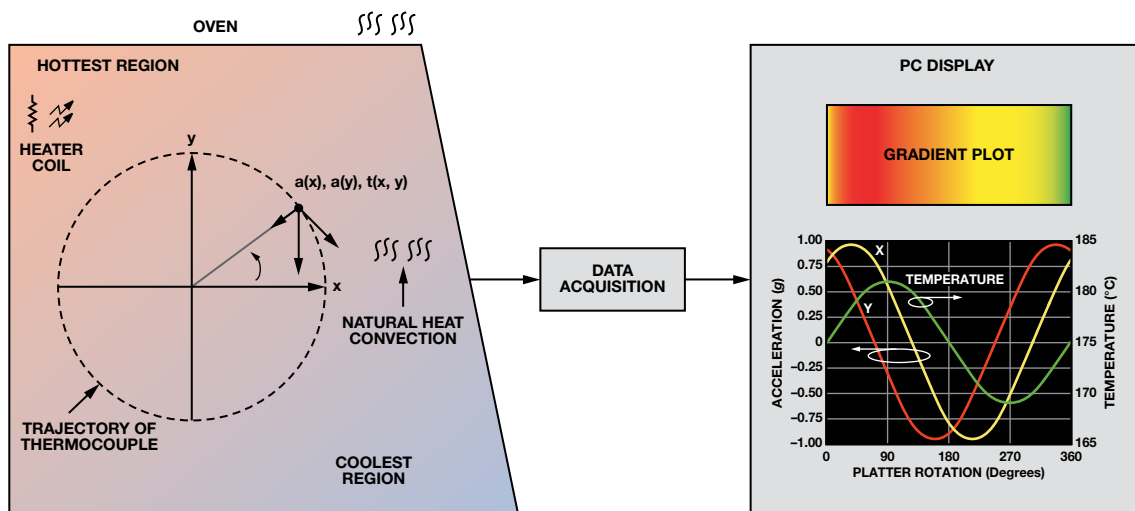 OVEN
HOTTEST REGION
HEATER
COIL
y
a(x), a(y), t(x, y)
x
NATURAL HEAT
CONVECTION
TRAJECTORY OF
THERMOCOUPLE
COOLEST
REGION
DATA
ACQUISITION
PC DISPLAY
GRADIENT PLOT
ACCELERATION (g)
1.00
0.75
0.50
0.25
0
–0.25
–0.50
–0.75
–1.00
X
TEMPERATURE
Y
185
180
175
170
165
TEMPERATURE (°C)
0 90 180 270 360
PLATTER ROTATION (Degrees)